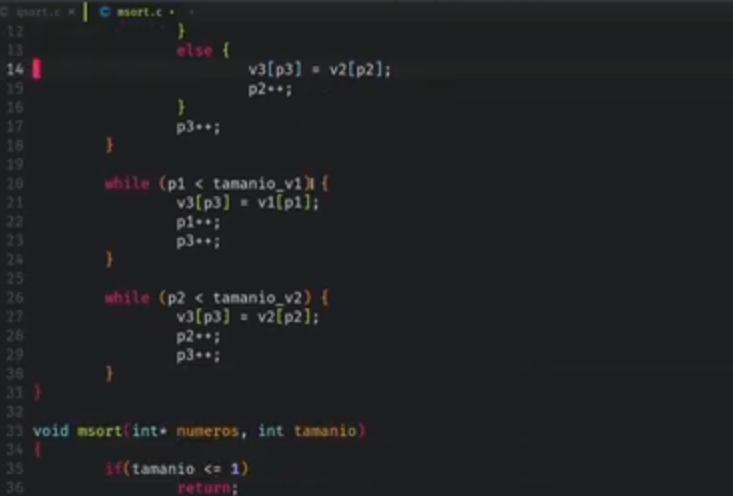 qsort.c × msort.c •
12 }
13 else {
14 v3[p3] = v2[p2];
15 p2++;
16 }
17 p3++;
18 }
19
20 while (p1 < tamanio_v1) {
21 v3[p3] = v1[p1];
22 p1++;
23 p3++;
24 }
25
26 while (p2 < tamanio_v2) {
27 v3[p3] = v2[p2];
28 p2++;
29 p3++;
30 }
31 }
32
33 void msort(int* numeros, int tamanio)
34 {
35 if(tamanio <= 1)
36 return;